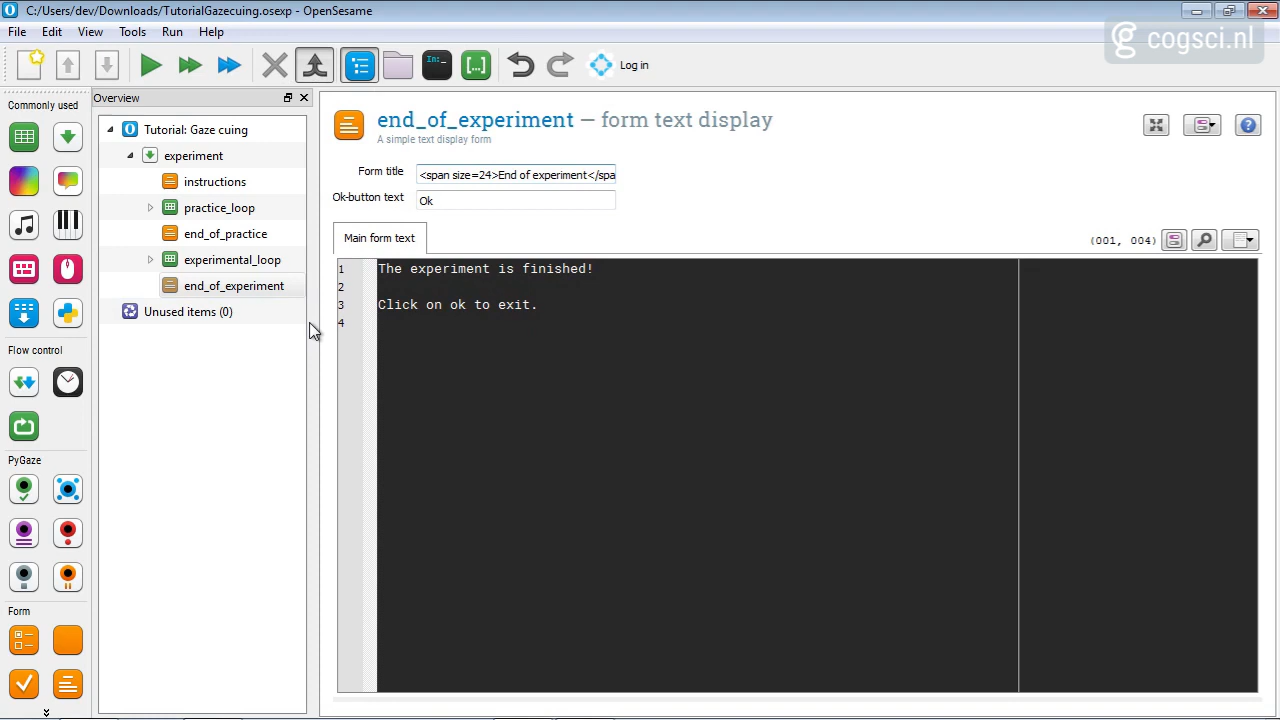 C:/Users/dev/Downloads/TutorialGazecuing.osexp - OpenSesame
File Edit View Tools Run Help
cogsci.nl
In:_
[...]
Log in
Commonly used
Overview
Tutorial: Gaze cuing
experiment
instructions
practice_loop
end_of_practice
experimental_loop
end_of_experiment
Unused items (0)
Flow control
PyGaze
Form
end_of_experiment — form text display
A simple text display form
Form title
<span size=24>End of experiment</spa
Ok-button text
Ok
Main form text
(001, 004)
1 The experiment is finished!
2
3 Click on ok to exit.
4